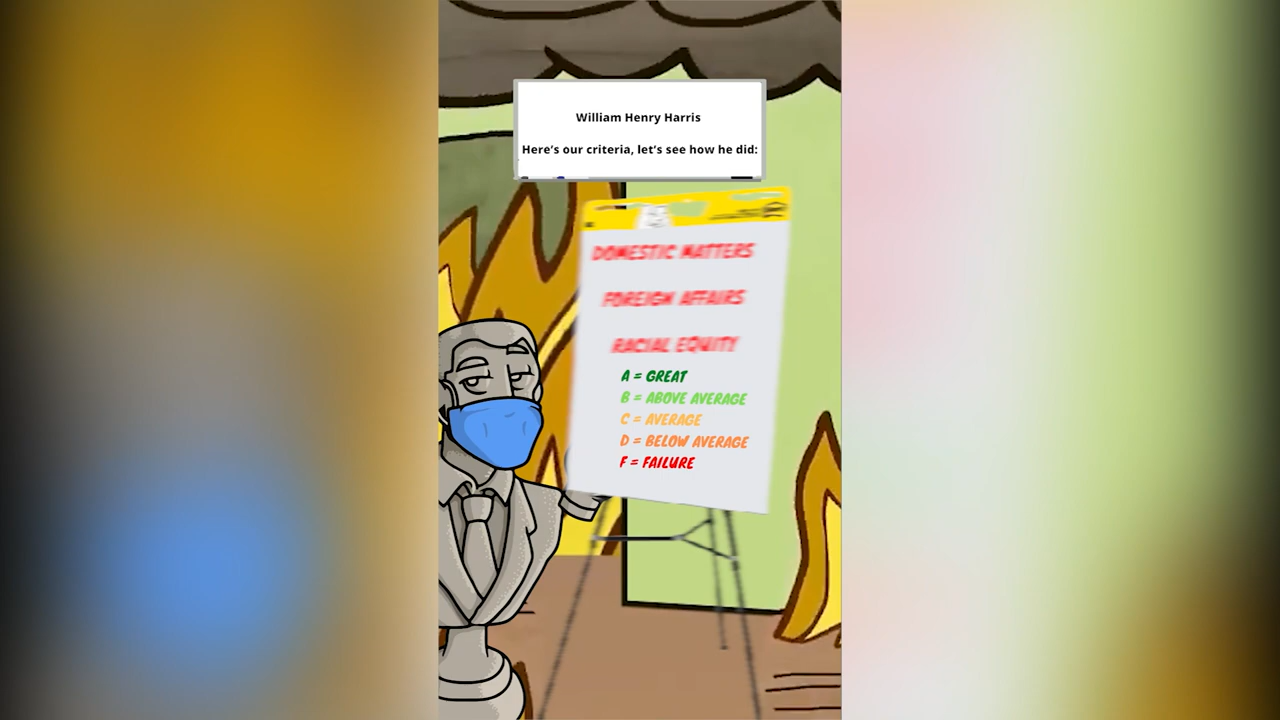 William Henry Harris
Here's our criteria, let's see how he did:
DOMESTIC MATTERS
FOREIGN AFFAIRS
RACIAL EQUITY
A = GREAT
B = ABOVE AVERAGE
C = AVERAGE
D = BELOW AVERAGE
F = FAILURE